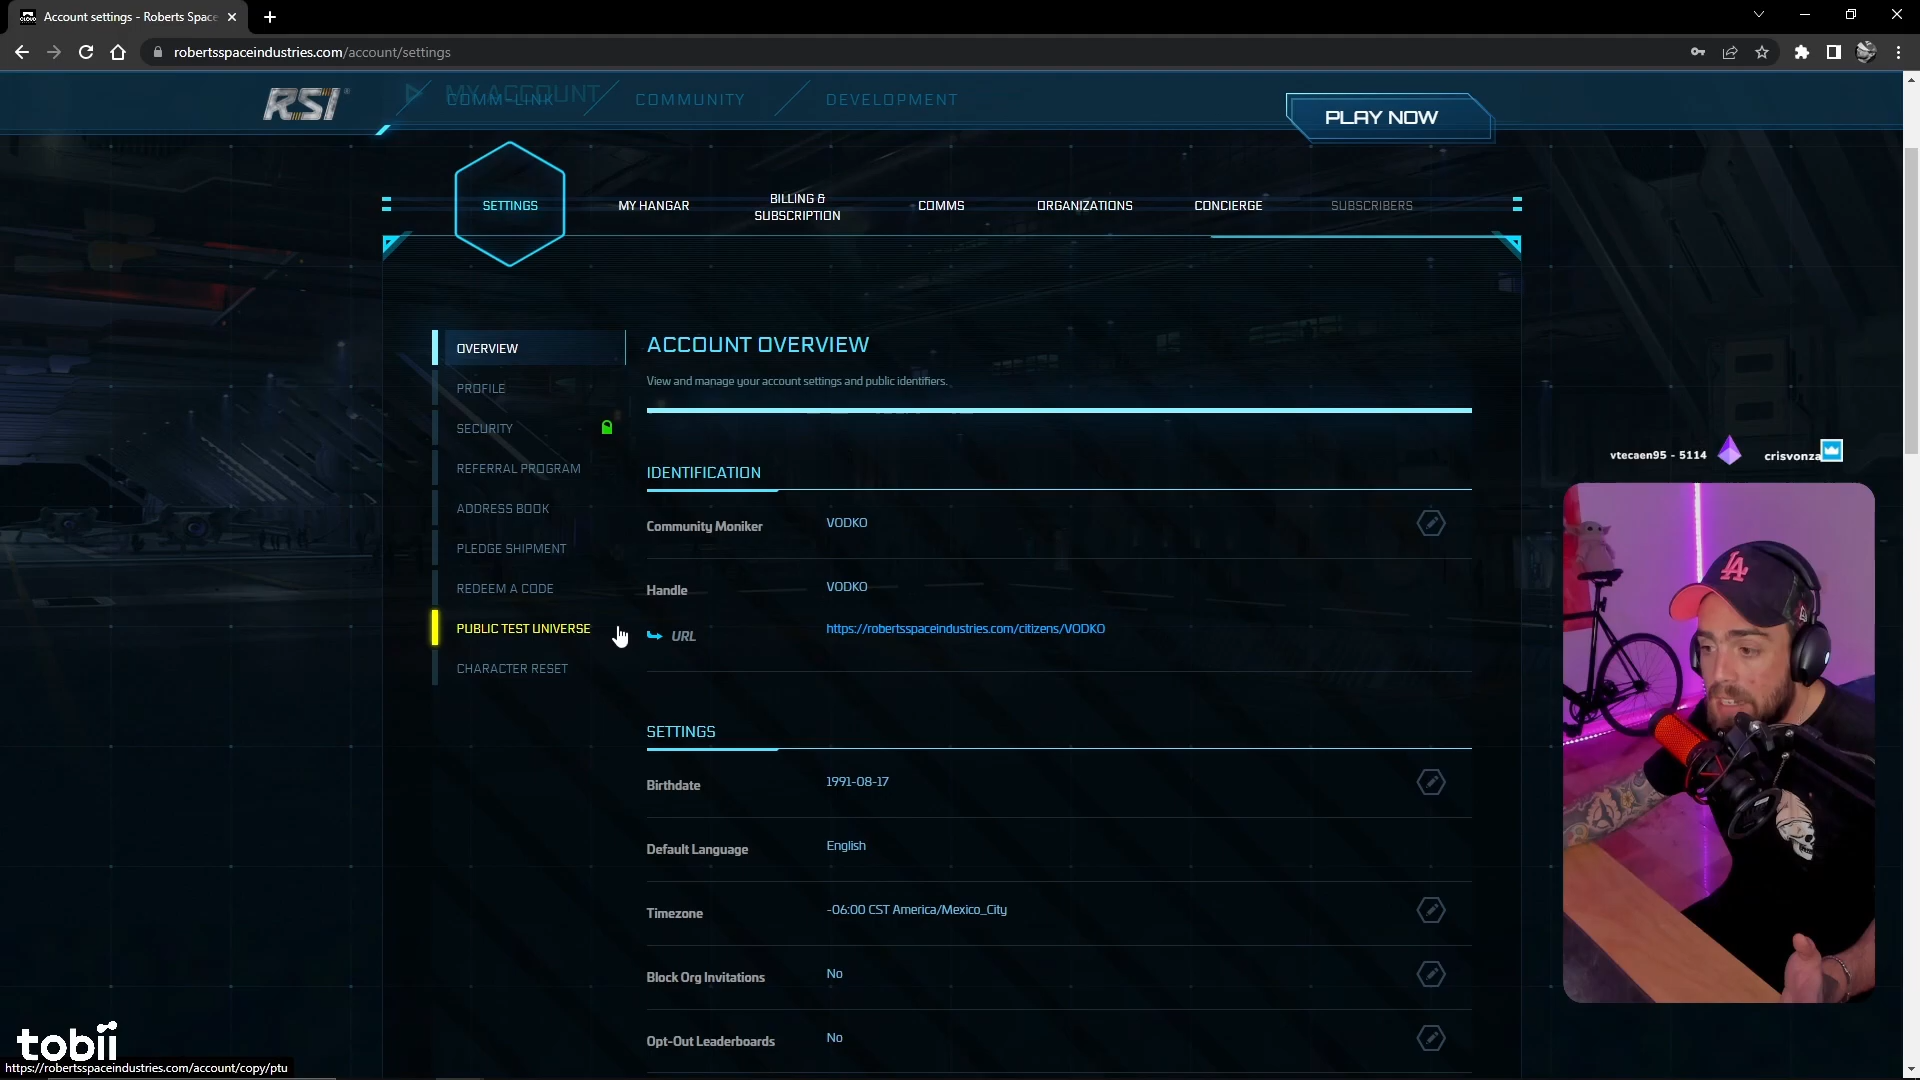 Account settings - Roberts Space
robertsspaceindustries.com/account/settings
RSI
MY ACCOUNT
COMM-LINK
COMMUNITY
DEVELOPMENT
PLAY NOW
SETTINGS
MY HANGAR
BILLING &
SUBSCRIPTION
COMMS
ORGANIZATIONS
CONCIERGE
SUBSCRIBERS
OVERVIEW
PROFILE
SECURITY
REFERRAL PROGRAM
ADDRESS BOOK
PLEDGE SHIPMENT
REDEEM A CODE
PUBLIC TEST UNIVERSE
CHARACTER RESET
ACCOUNT OVERVIEW
View and manage your account settings and public identifiers.
IDENTIFICATION
Community Moniker VODKO
Handle VODKO
URL https://robertsspaceindustries.com/citizens/VODKO
SETTINGS
Birthdate 1991-08-17
Default Language English
Timezone -06:00 CST America/Mexico_City
Block Org Invitations No
Opt-Out Leaderboards No
vtecaen95 - 5114
crisvonza
LA
tobii
https://robertsspaceindustries.com/account/copy/ptu